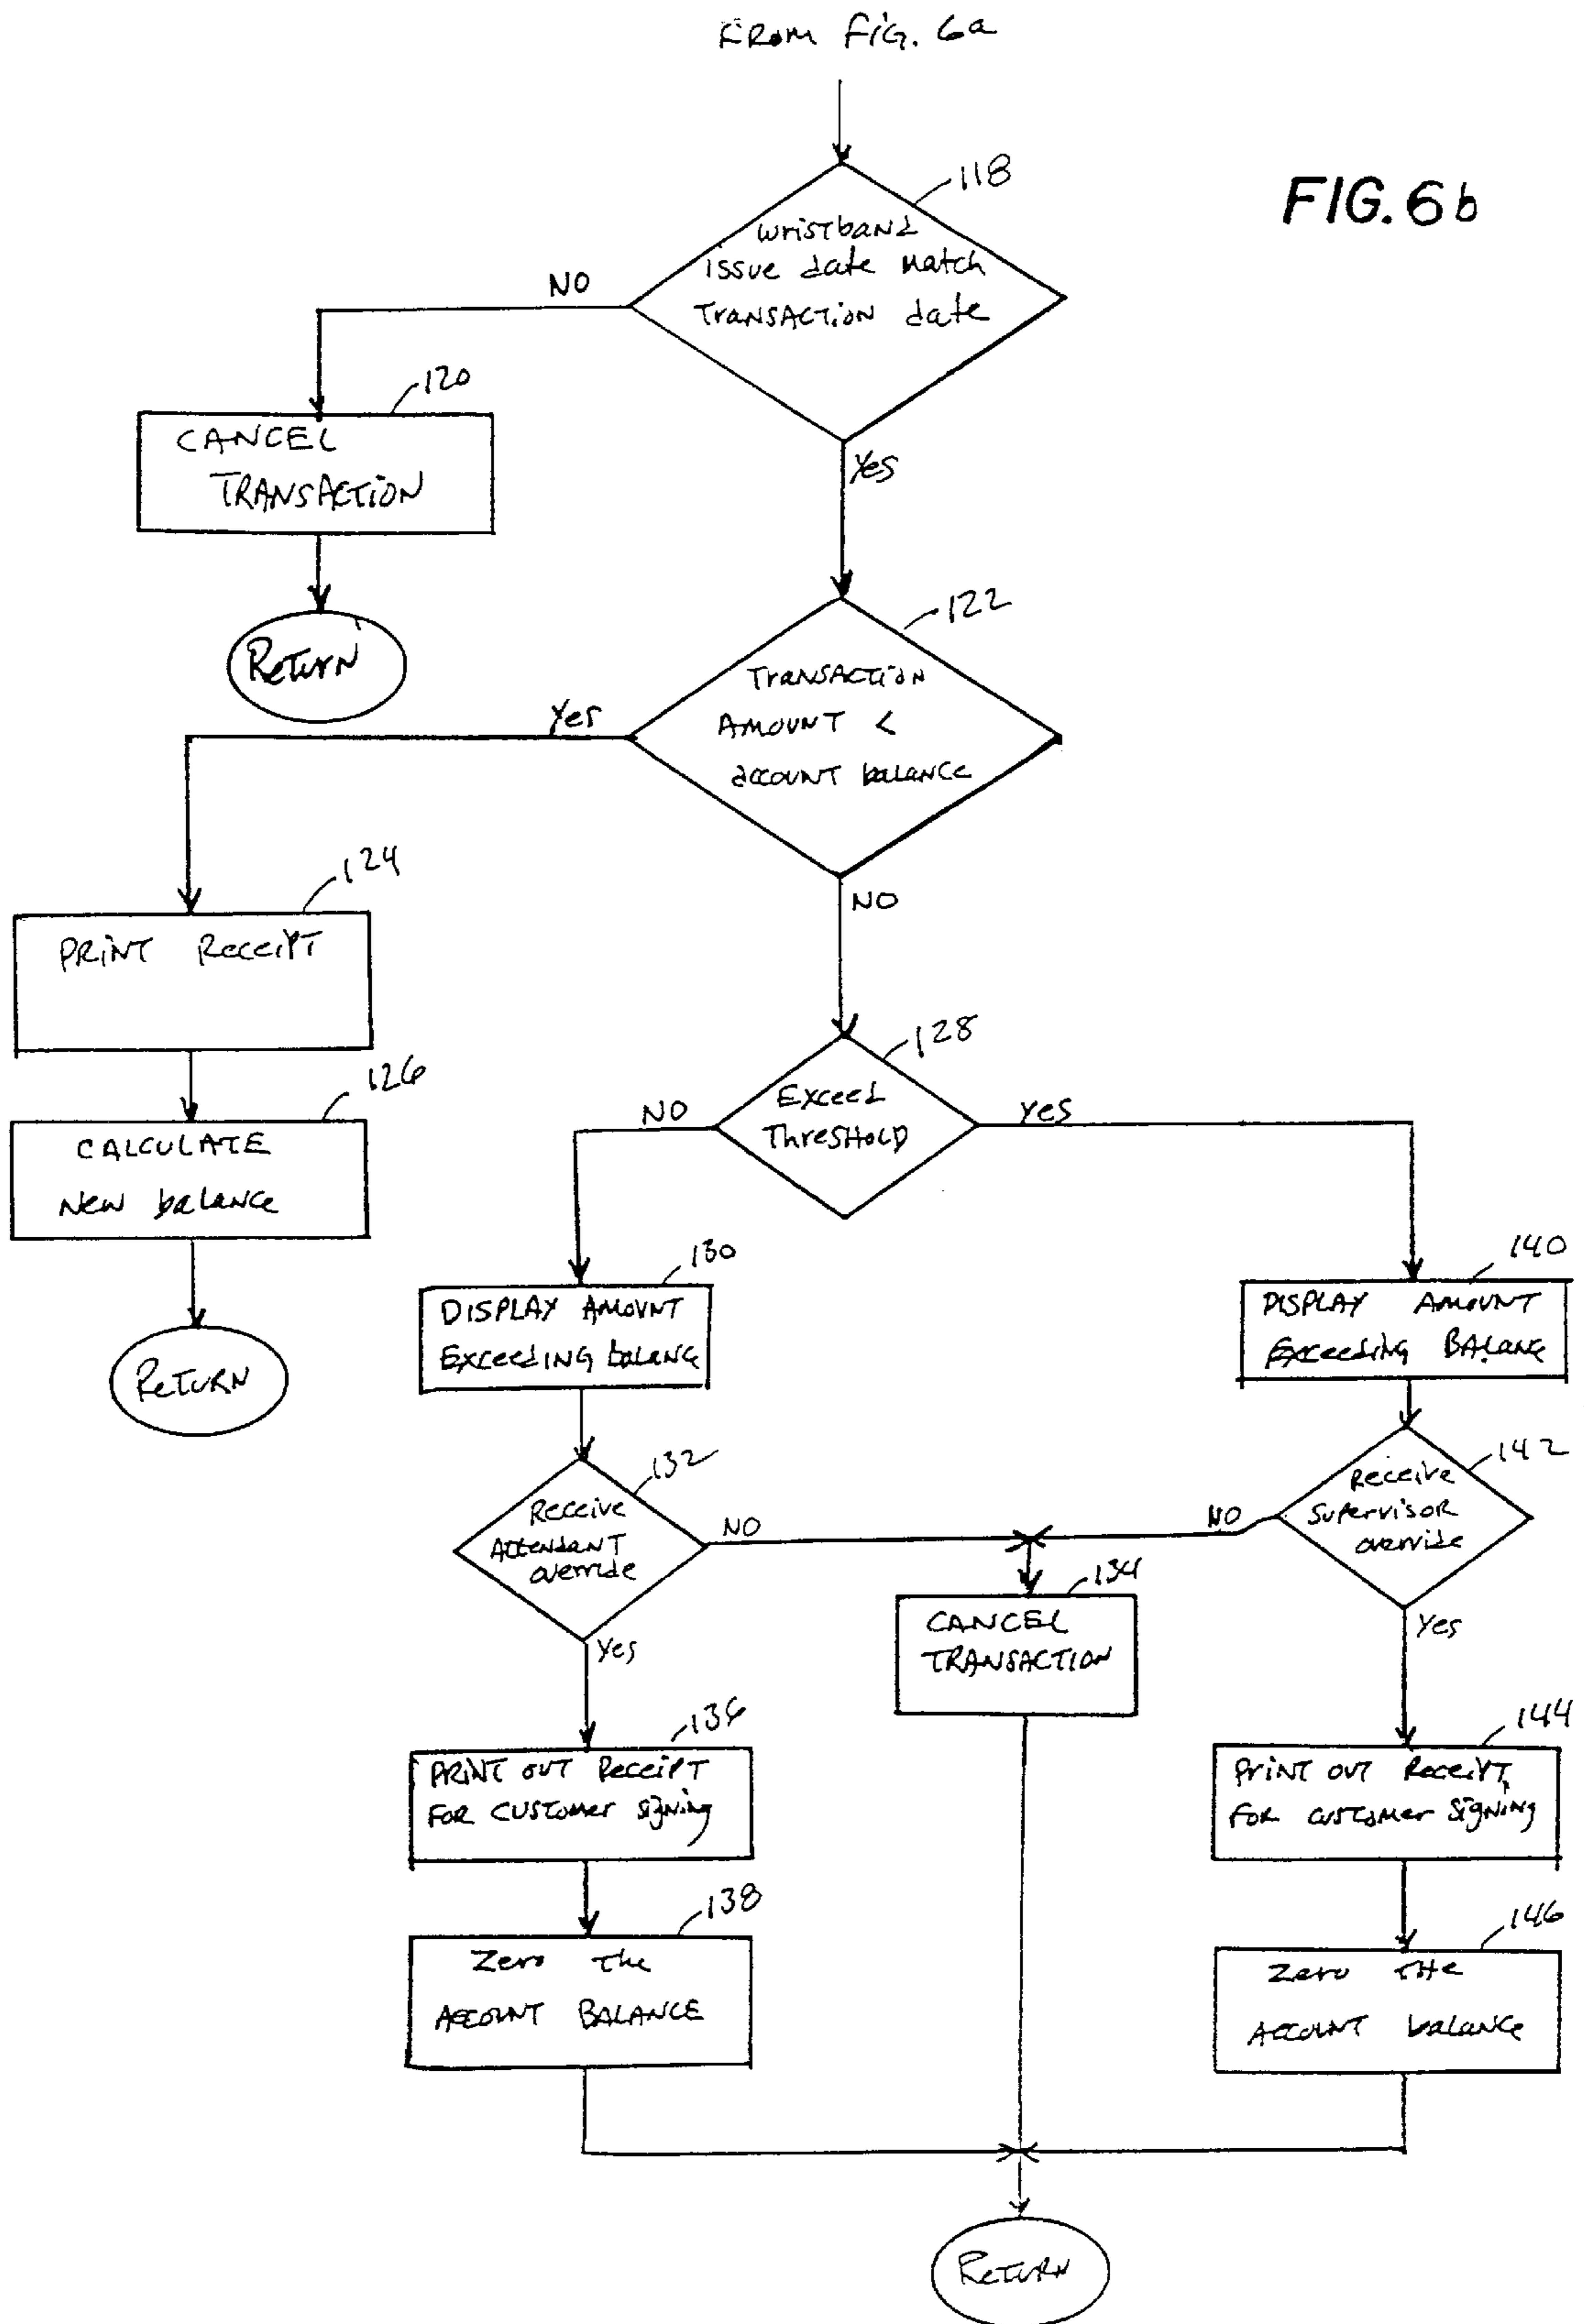 FROM FIG. 6a
FIG. 6b
118
Wristband
issue date Match
Transaction date
NO
Yes
120
CANCEL
TRANSACTION
Return
122
Transaction
Amount <
account balance
Yes
NO
124
PRINT Receipt
126
CALCULATE
New balance
Return
128
Exceed
Threshold
NO
Yes
130
DISPLAY AMOUNT
Exceeding balance
140
DISPLAY AMOUNT
Exceeding Balance
132
Receive
Attendant
override
NO
Yes
142
Receive
Supervisor
override
NO
Yes
134
CANCEL
TRANSACTION
136
PRINT OUT Receipt
FOR CUSTOMER Signing
144
Print OUT Receipt
FOR customer Signing
138
Zero the
ACCOUNT BALANCE
146
Zero the
Account balance
Return